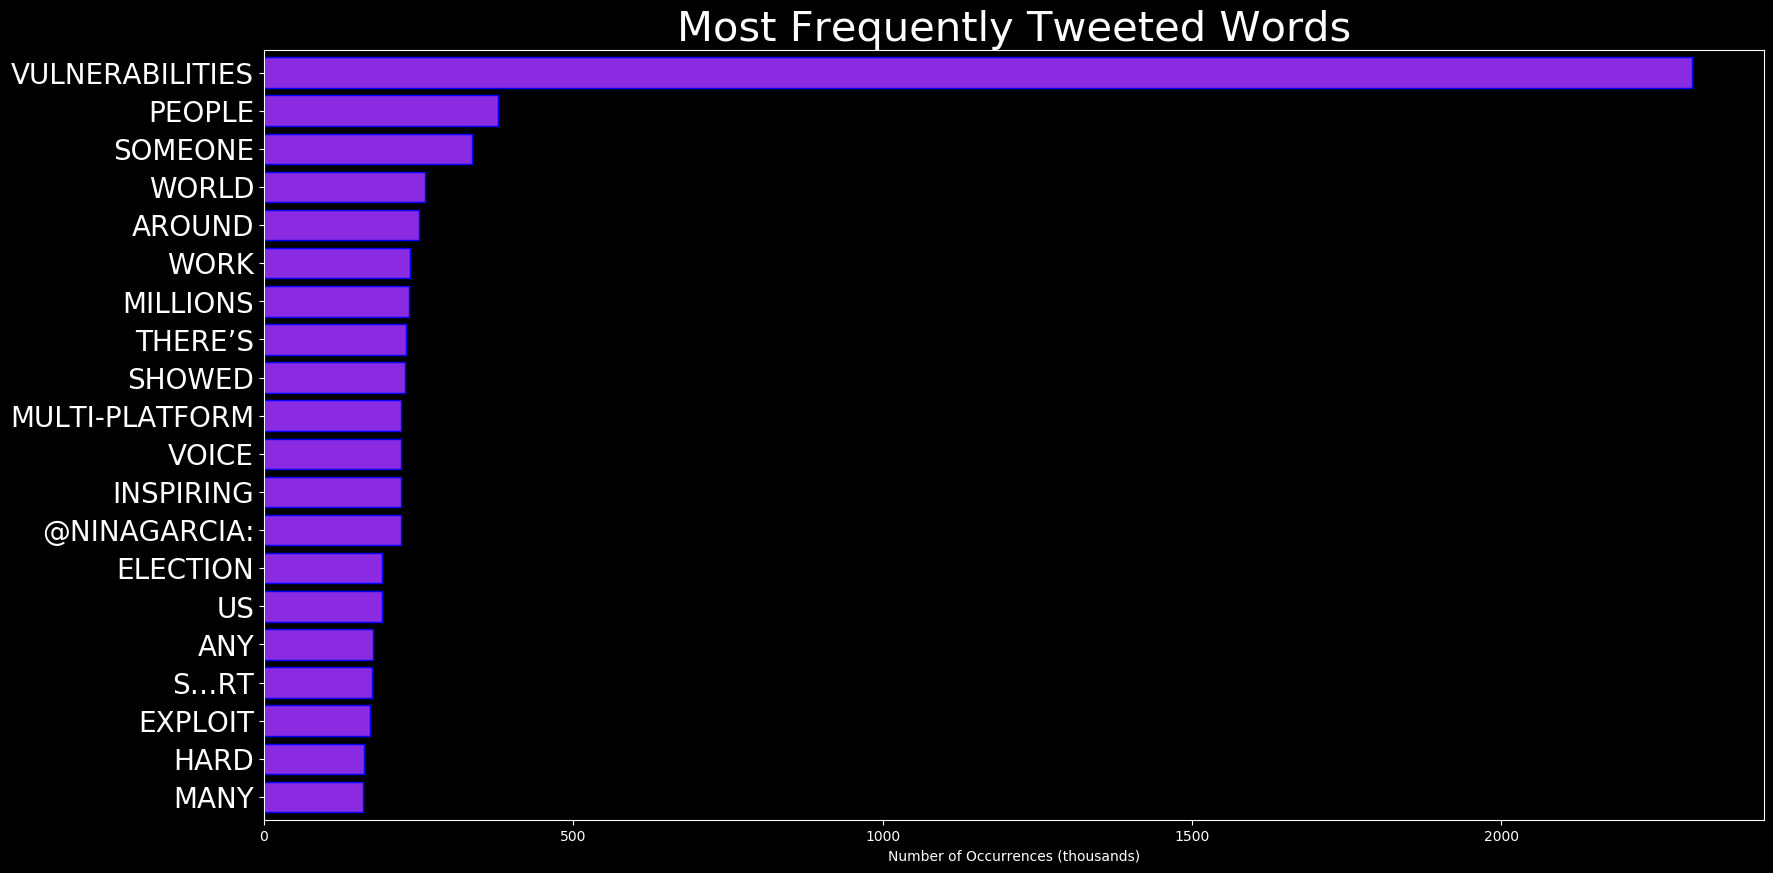 Most Frequently Tweeted Words
VULNERABILITIES
PEOPLE
SOMEONE
WORLD
AROUND
WORK
MILLIONS
THERE’S
SHOWED
MULTI-PLATFORM
VOICE
INSPIRING
@NINAGARCIA:
ELECTION
US
ANY
S…RT
EXPLOIT
HARD
MANY
0 500 1000 1500 2000
Number of Occurrences (thousands)